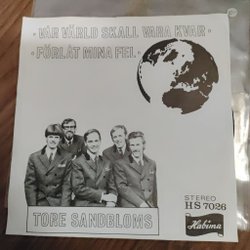 ·VÅR VÄRLD SKALL VARA KVAR·
·FÖRLÅT MINA FEL·
STEREO
HS 7026
Habima
TORE SANDBLOMS